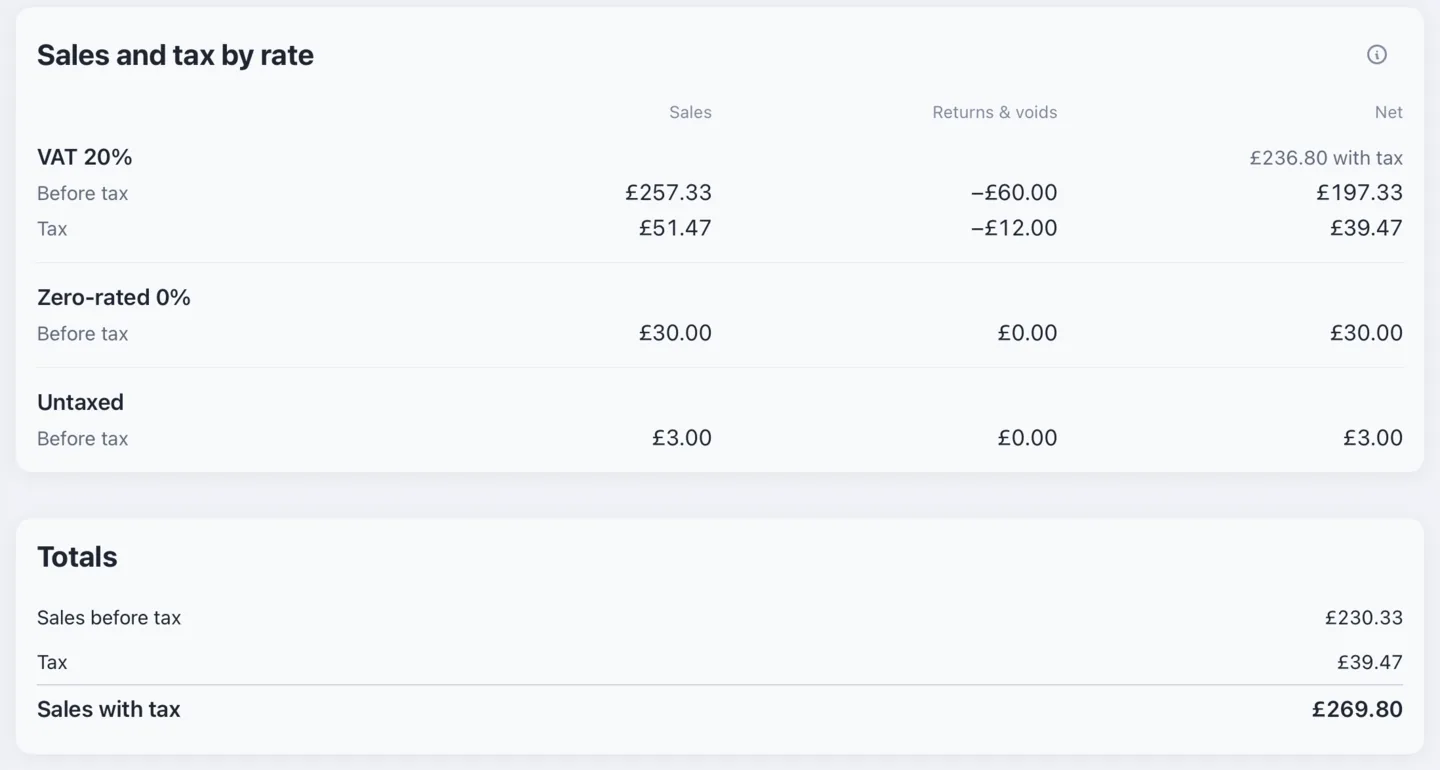 Sales and tax by rate
Sales Returns & voids Net
VAT 20% £236.80 with tax
Before tax £257.33 –£60.00 £197.33
Tax £51.47 –£12.00 £39.47
Zero-rated 0%
Before tax £30.00 £0.00 £30.00
Untaxed
Before tax £3.00 £0.00 £3.00
Totals
Sales before tax £230.33
Tax £39.47
Sales with tax £269.80